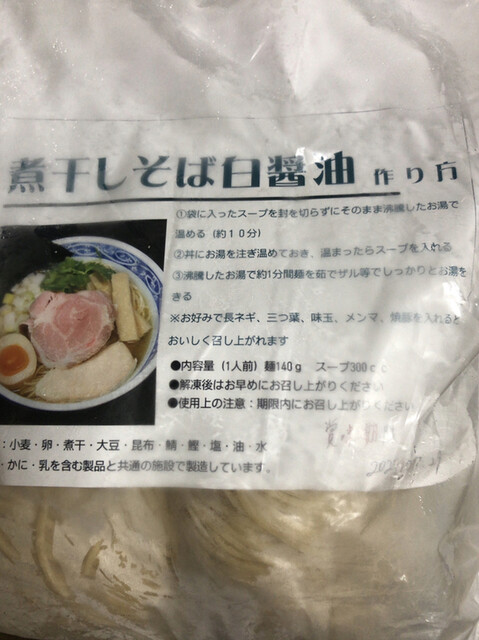 煮干しそば白醤油 作り方
①袋に入ったスープを封を切らずにそのまま沸騰したお湯で
温める（約１０分）
②丼にお湯を注ぎ温めておき、温まったらスープを入れる
③沸騰したお湯で約1分間麺を茹でザル等でしっかりとお湯を
きる
※お好みで長ネギ、三つ葉、味玉、メンマ、焼豚を入れると
おいしく召し上がれます
●内容量（1人前）麺140ｇ スープ300ｃｃ
●解凍後はお早めにお召し上がりください
●使用上の注意：期限内にお召し上がりください
：小麦・卵・煮干・大豆・昆布・鯖・鰹・塩・油・水
・かに・乳を含む製品と共通の施設で製造しています。
賞味期限